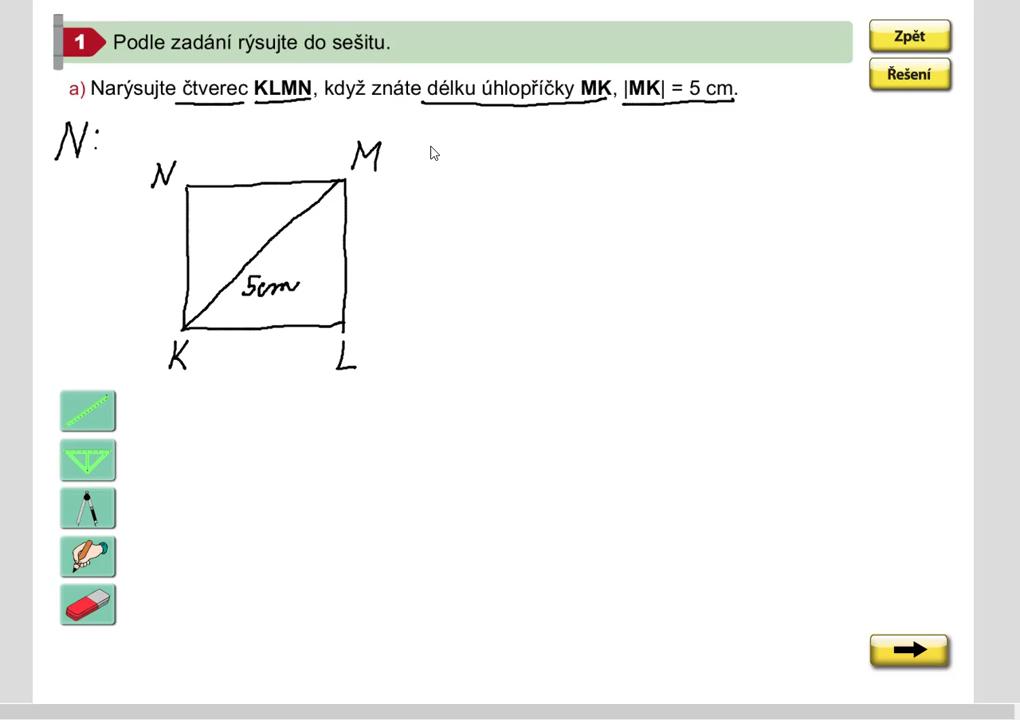 1 Podle zadání rýsujte do sešitu.
Zpět
Řešení
a) Narýsujte čtverec KLMN, když znáte délku úhlopříčky MK, |MK| = 5 cm.
N:
N M
5cm
K L